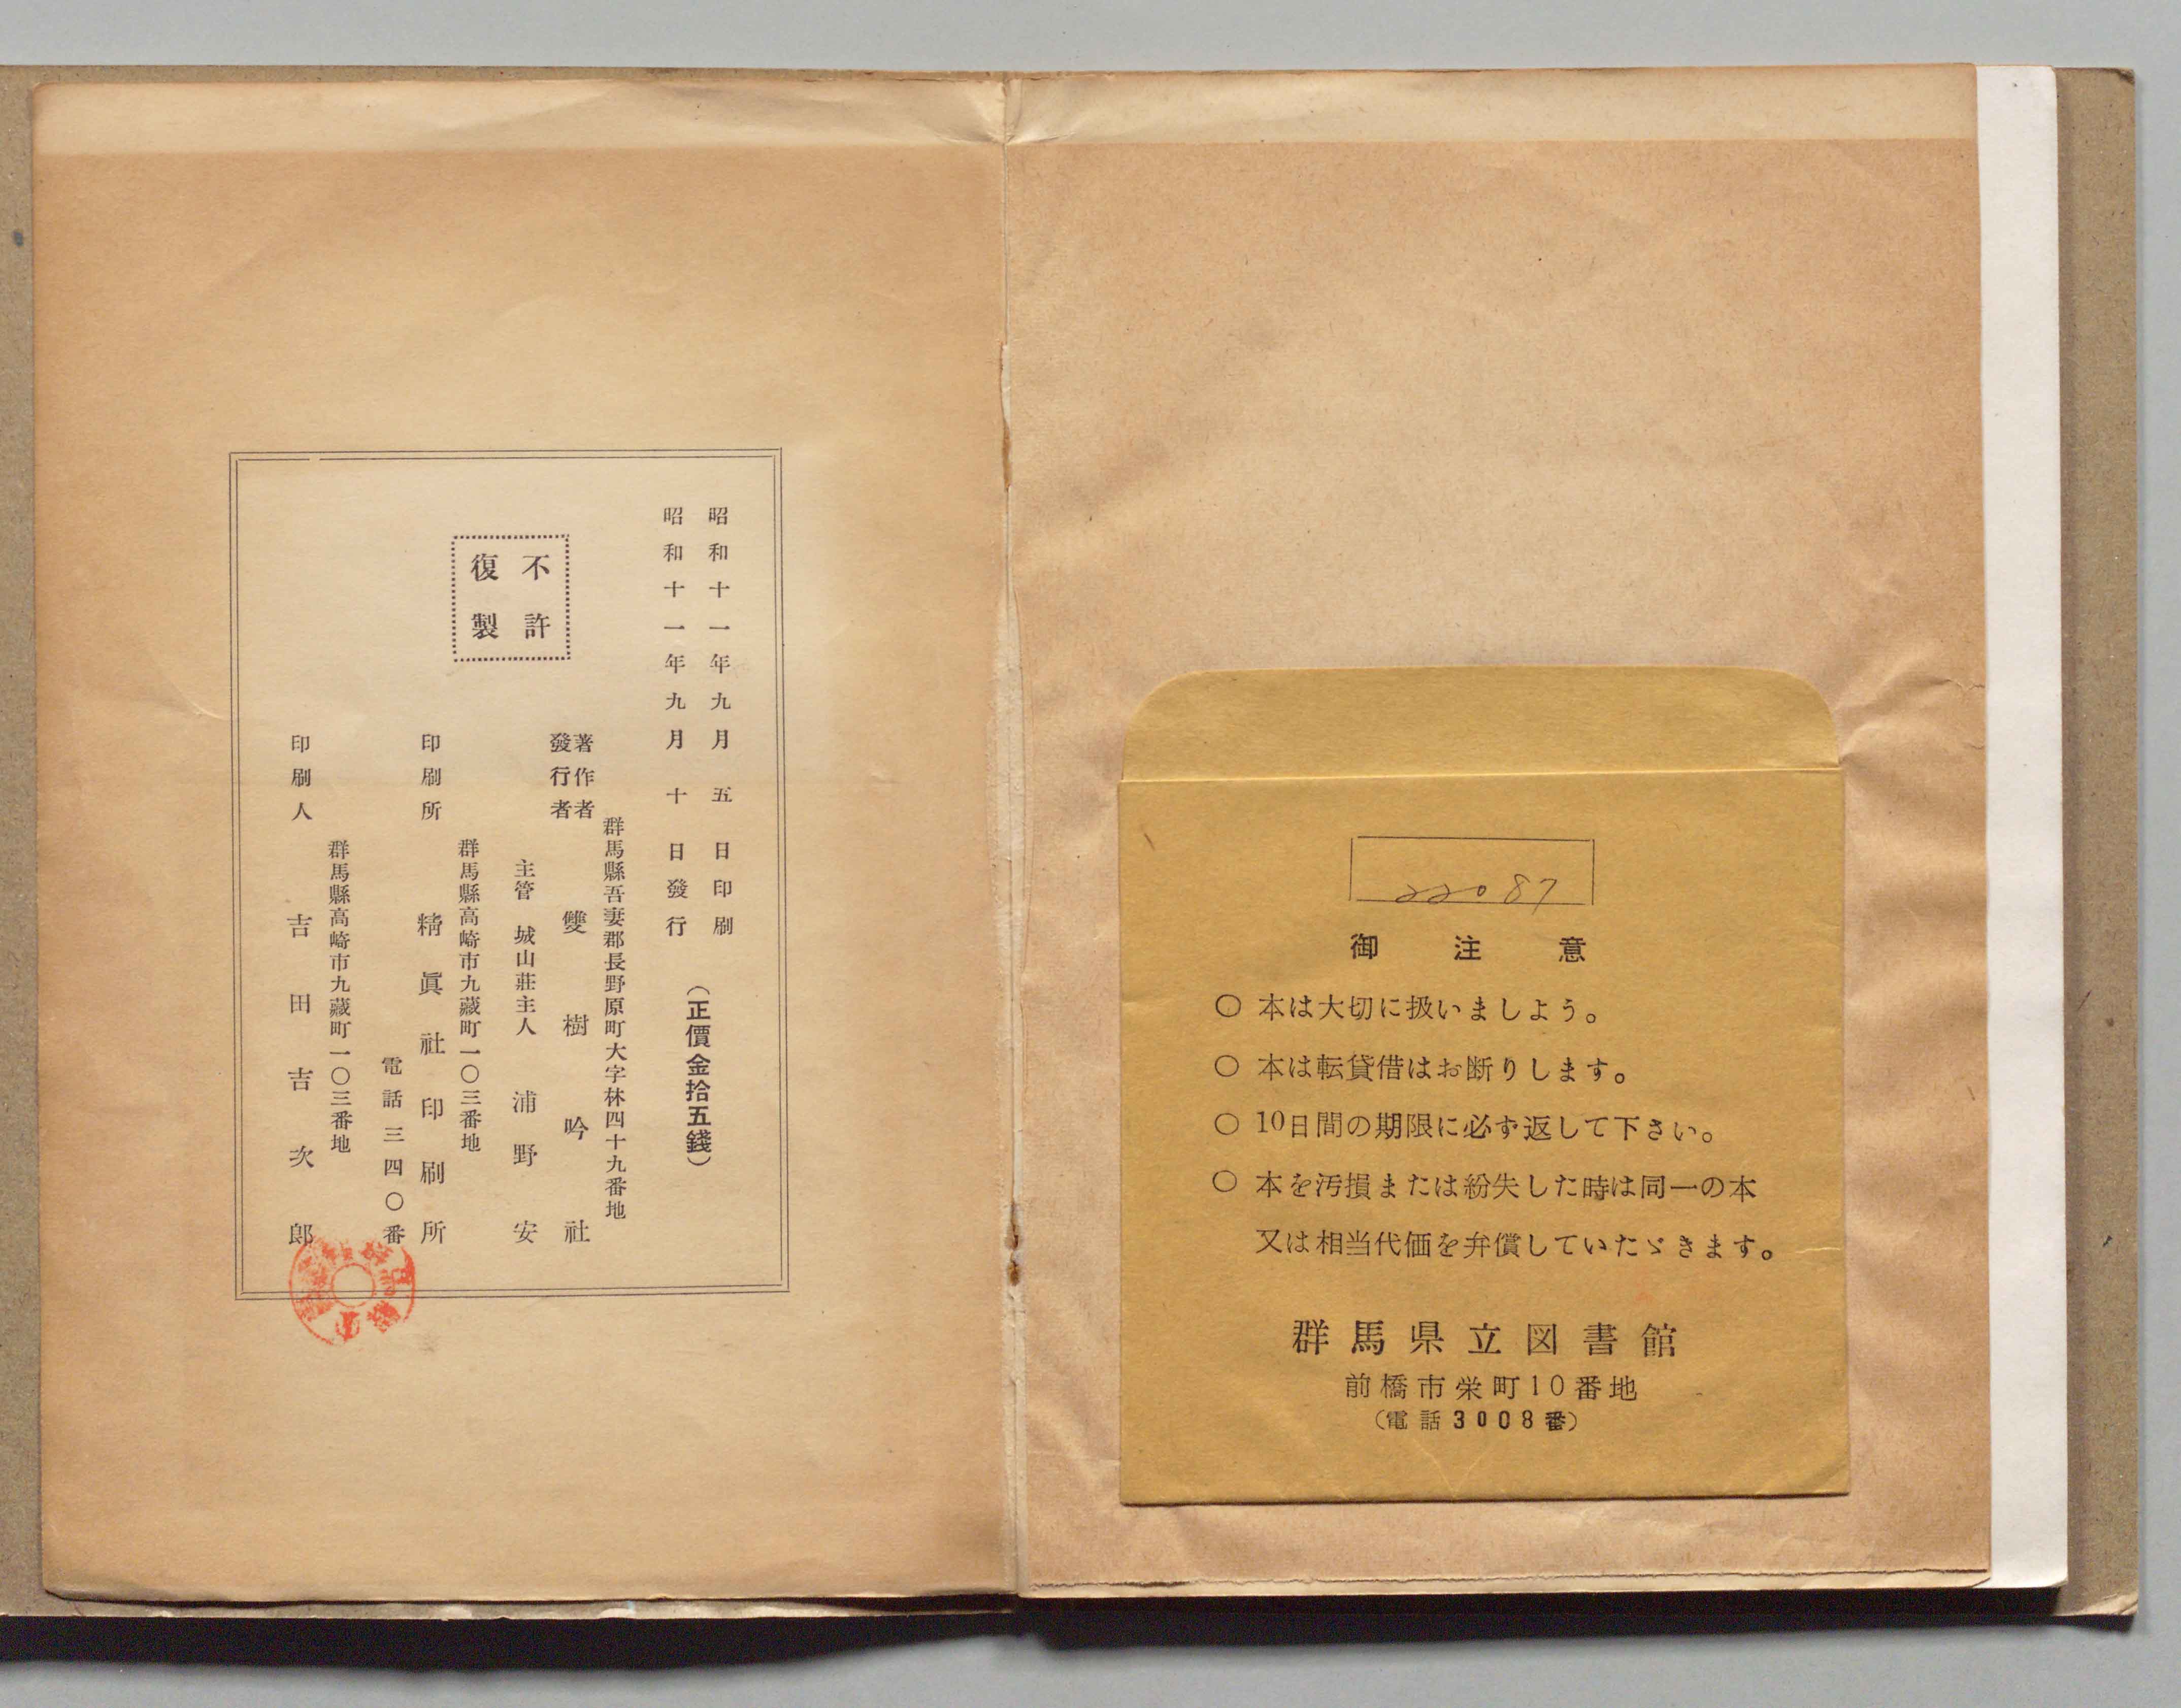 昭和十一年九月五日印刷
昭和十一年九月十日發行
(正價金拾五錢)
不許
復製
群馬縣吾妻郡長野原町大字林四十九番地
著作者
發行者
雙樹吟社
主管 城山莊主人 浦野安
群馬縣高崎市九藏町一〇三番地
印刷所 精眞社印刷所
電話三四〇番
群馬縣高崎市九藏町一〇三番地
印刷人 吉田吉次郎
22087
御注意
○ 本は大切に扱いましよう。
○ 本は転貸借はお断りします。
○ 10日間の期限に必ず返して下さい。
○ 本を汚損または紛失した時は同一の本
又は相当代価を弁償していたゞきます。
群馬県立図書館
前橋市栄町10番地
(電話3008番)